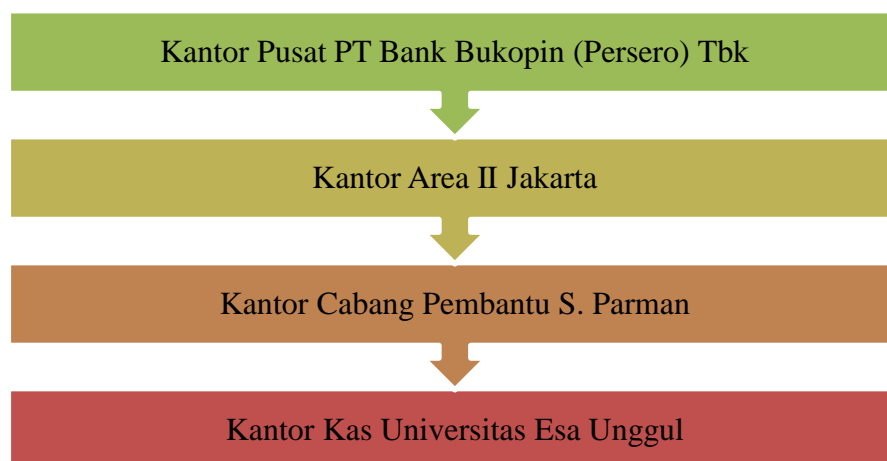 Kantor Pusat PT Bank Bukopin (Persero) Tbk
Kantor Area II Jakarta
Kantor Cabang Pembantu S. Parman
Kantor Kas Universitas Esa Unggul